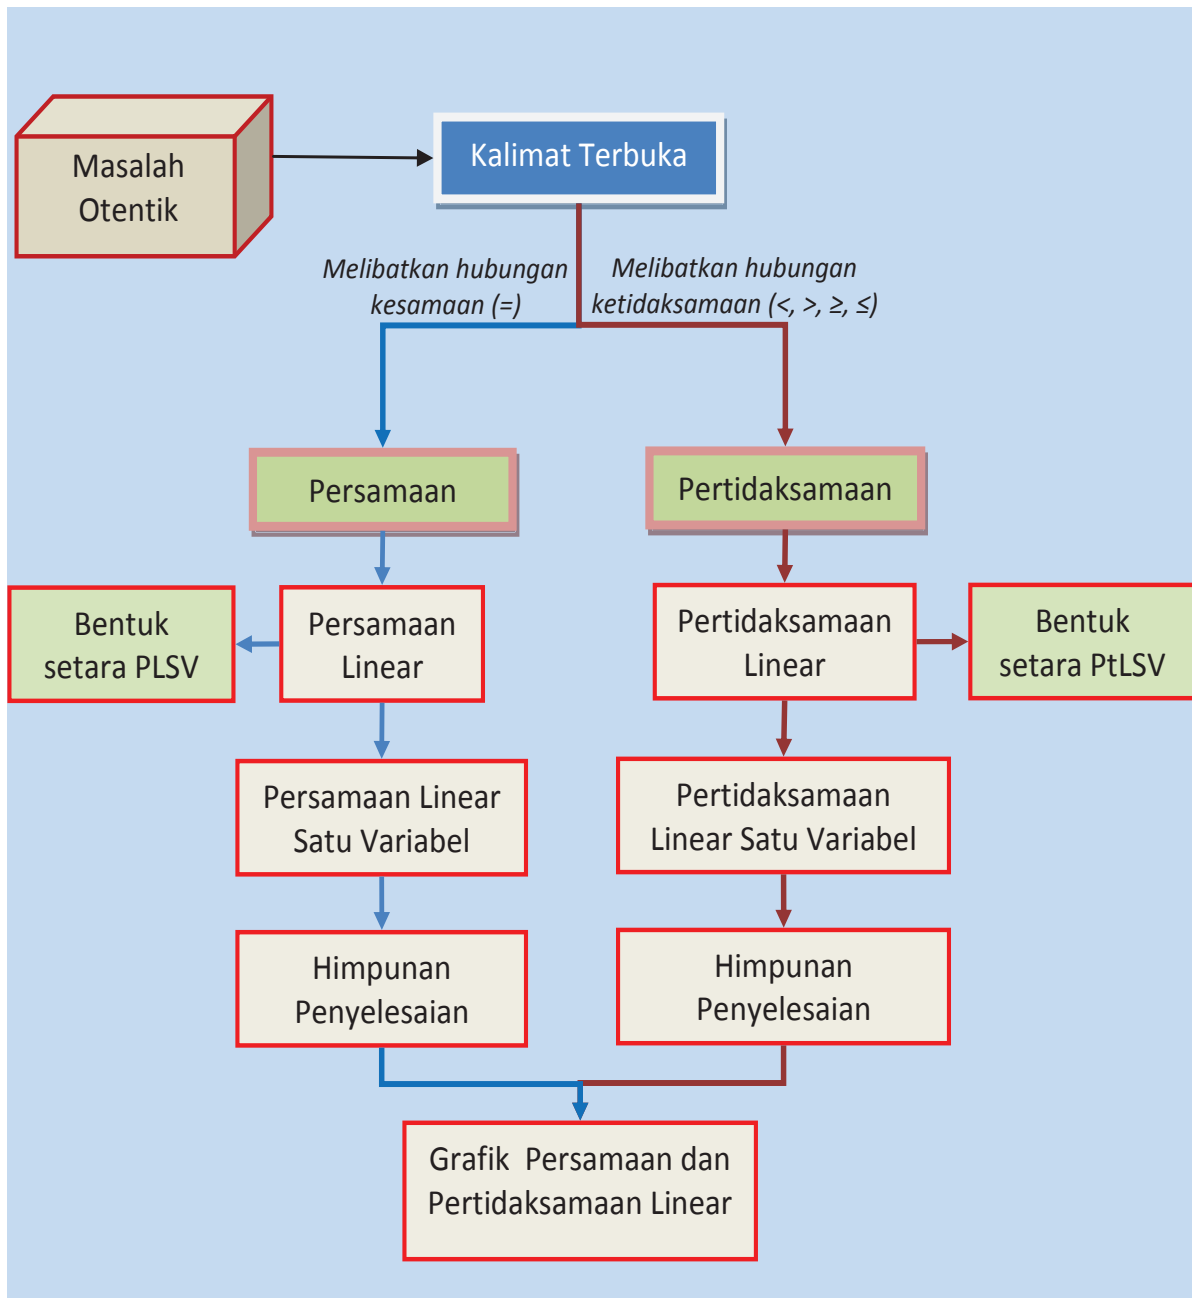 Masalah
Otentik
Kalimat Terbuka
Melibatkan hubungan
kesamaan (=)
Melibatkan hubungan
ketidaksamaan (<, >, ≥, ≤)
Persamaan
Pertidaksamaan
Bentuk
setara PLSV
Persamaan
Linear
Pertidaksamaan
Linear
Bentuk
setara PtLSV
Persamaan Linear
Satu Variabel
Pertidaksamaan
Linear Satu Variabel
Himpunan
Penyelesaian
Himpunan
Penyelesaian
Grafik Persamaan dan
Pertidaksamaan Linear